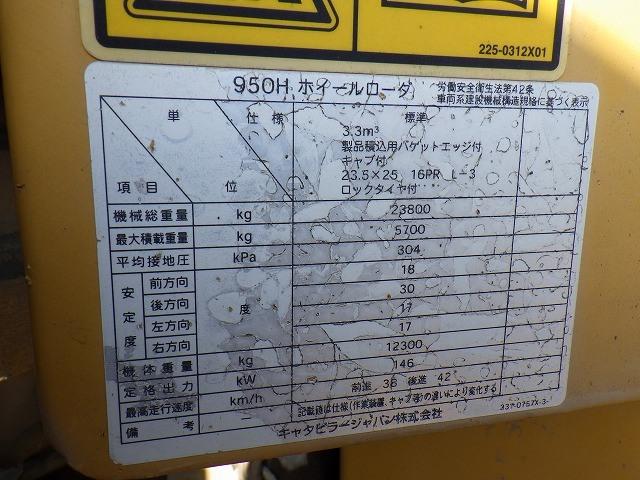 225-0312X01
950H ホイールローダ
労働安全衛生法第42条
車両系建設機械構造規格に基づく表示
項目 単位 仕様 標準
3.3m³
製品積込用バケットエッジ付
キャブ付
23.5×25 16PR L-3
ロックタイヤ付
機械総重量 kg 23800
最大積載重量 kg 5700
平均接地圧 kPa 304
安定度 前方向 度 18
後方向 30
左方向 17
右方向 17
機体重量 kg 12300
定格出力 kW 146
最高走行速度 km/h 前進 36 後進 42
備考 — 記載値は仕様(作業装置、キャブ等)の違いにより変化する
キャタピラージャパン株式会社
337-0757X-3